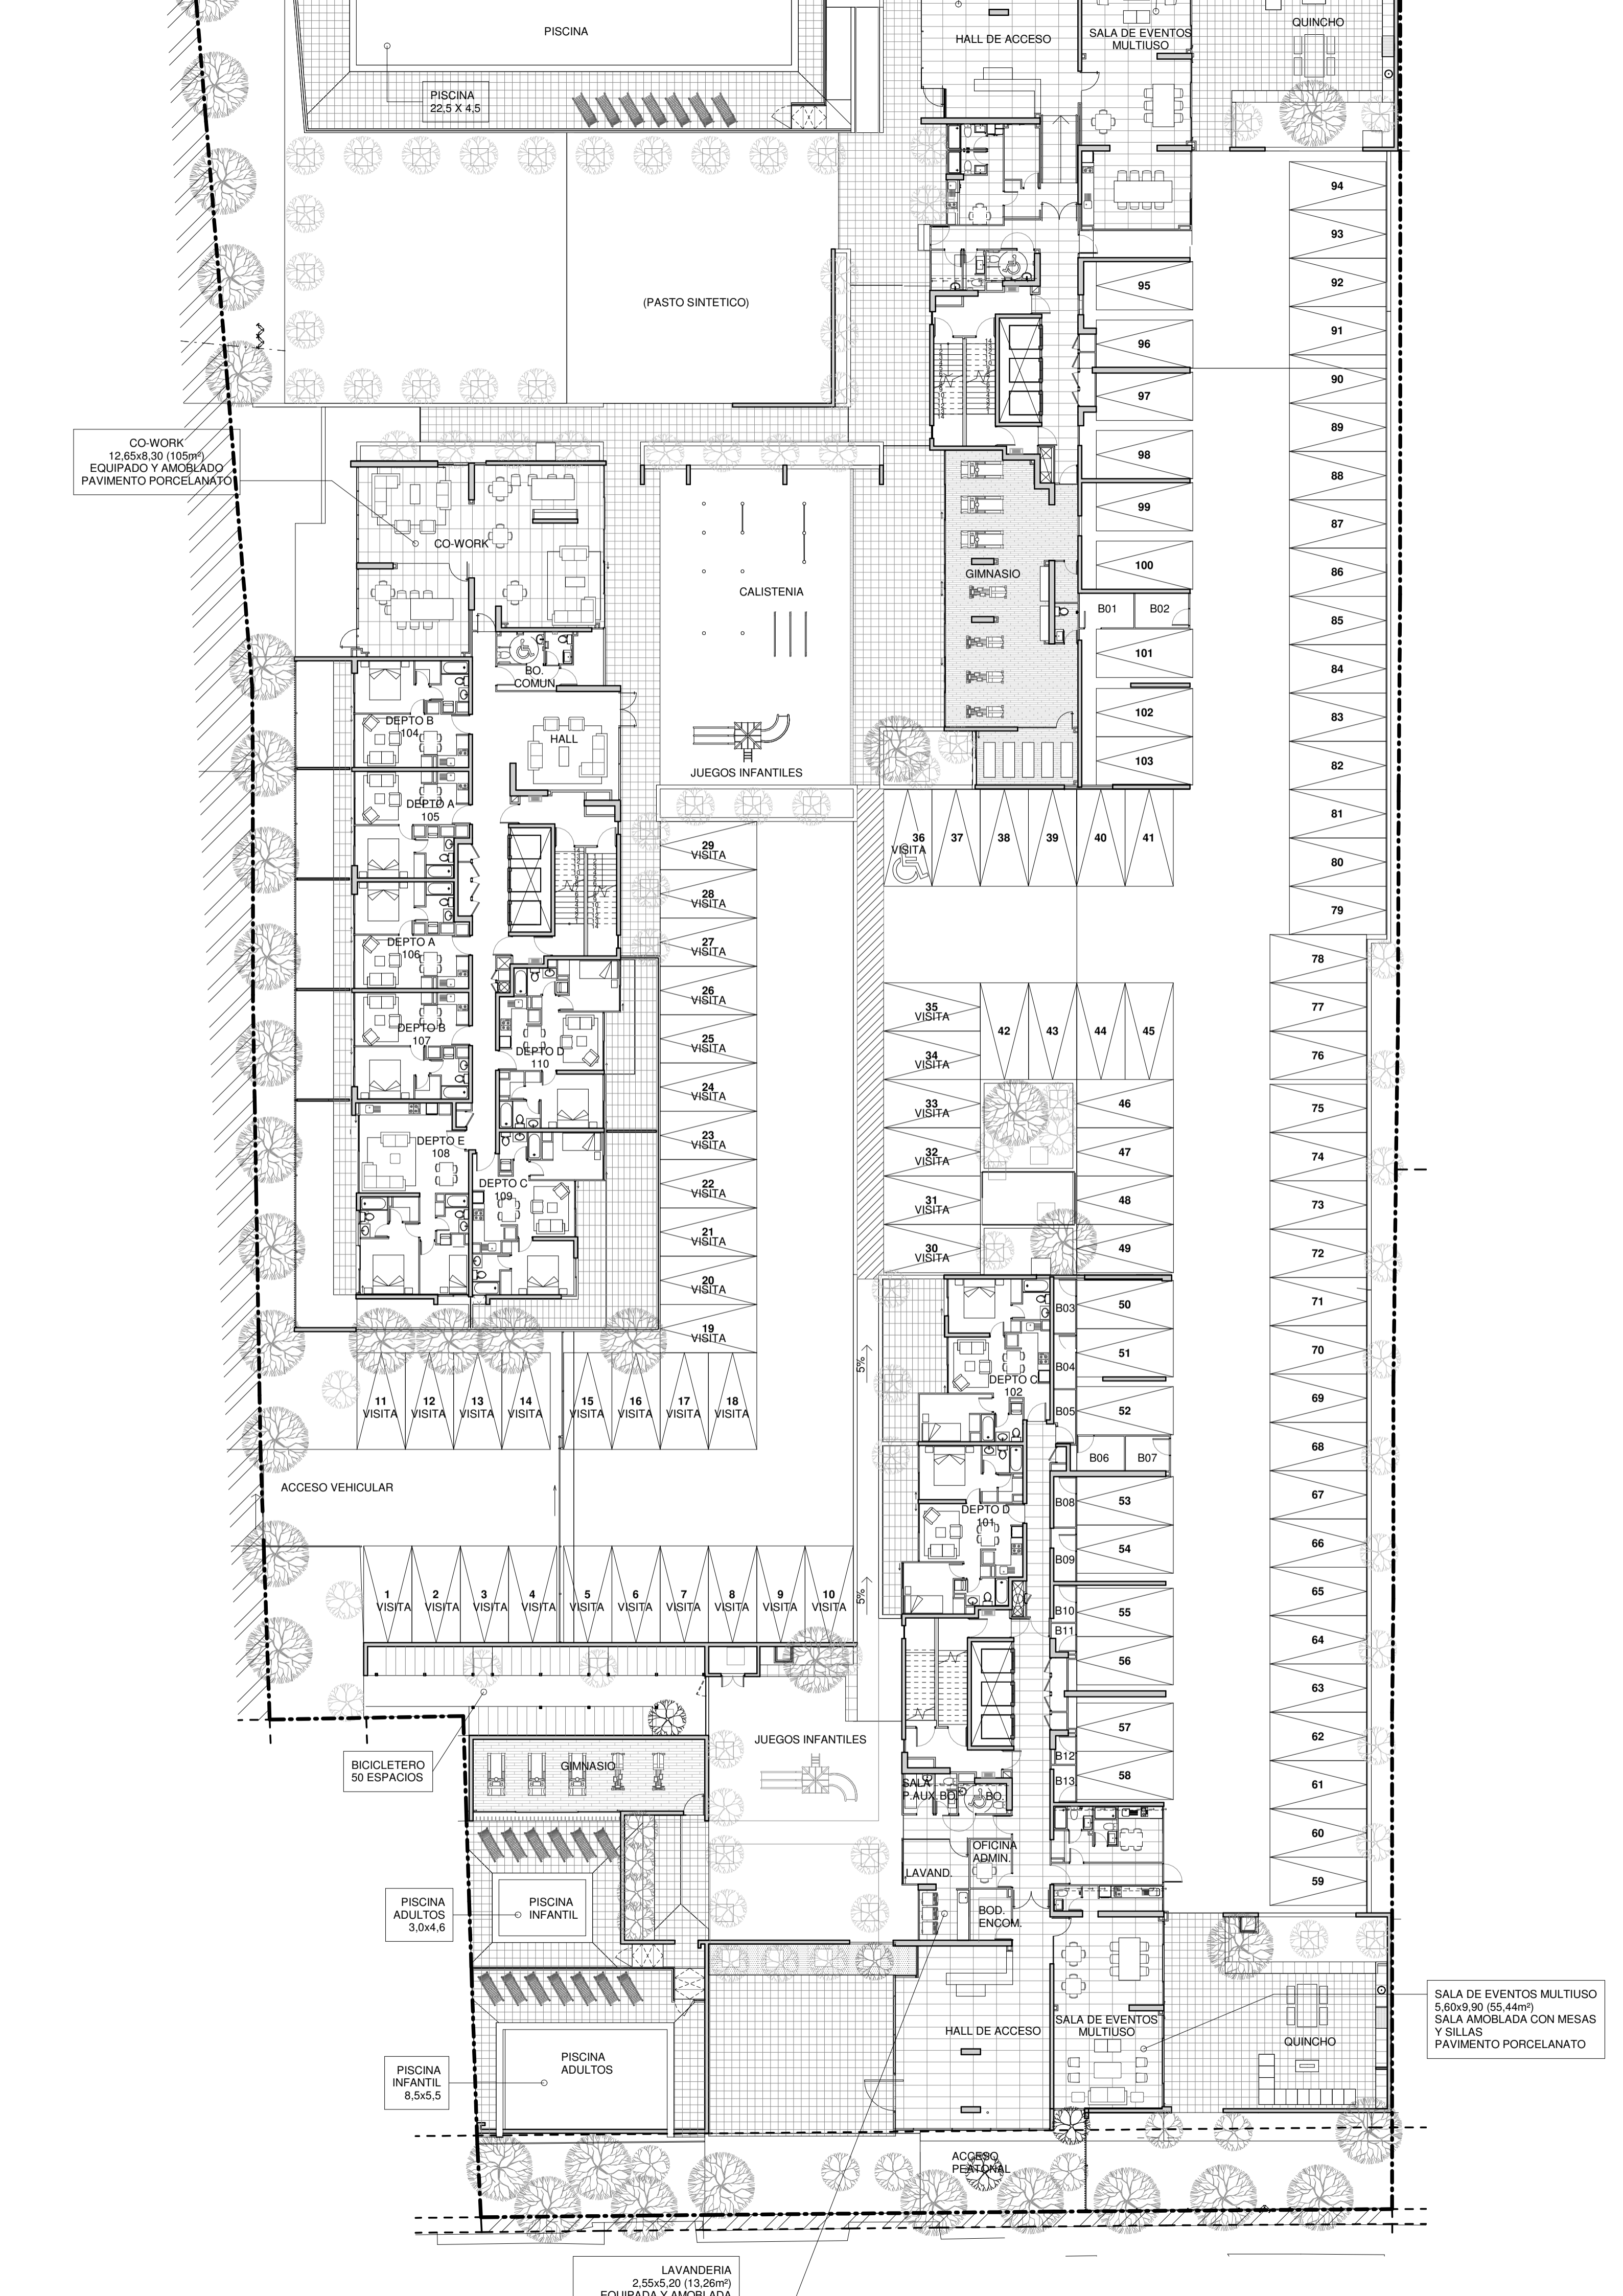 PISCINA
PISCINA
22,5 X 4,5
HALL DE ACCESO
SALA DE EVENTOS
MULTIUSO
QUINCHO
(PASTO SINTETICO)
94
93
92
91
90
89
88
87
86
85
84
83
82
81
80
79
78
77
76
75
74
73
72
71
70
69
68
67
66
65
64
63
62
61
60
59
95
96
97
98
99
100
B01
B02
101
102
103
CO-WORK
12,65x8,30 (105m²)
EQUIPADO Y AMOBLADO
PAVIMENTO PORCELANATO
CO-WORK
CALISTENIA
GIMNASIO
BO.
COMUN
HALL
JUEGOS INFANTILES
DEPTO B
104
DEPTO A
105
DEPTO A
106
DEPTO B
107
DEPTO E
108
DEPTO C
109
DEPTO D
110
29
VISITA
28
VISITA
27
VISITA
26
VISITA
25
VISITA
24
VISITA
23
VISITA
22
VISITA
21
VISITA
20
VISITA
19
VISITA
36
VISITA
37
38
39
40
41
35
VISITA
34
VISITA
33
VISITA
32
VISITA
31
VISITA
30
VISITA
42
43
44
45
46
47
48
49
11
VISITA
12
VISITA
13
VISITA
14
VISITA
15
VISITA
16
VISITA
17
VISITA
18
VISITA
5%
ACCESO VEHICULAR
1
VISITA
2
VISITA
3
VISITA
4
VISITA
5
VISITA
6
VISITA
7
VISITA
8
VISITA
9
VISITA
10
VISITA
5%
DEPTO C
102
DEPTO D
101
B03
B04
B05
B06
B07
B08
B09
B10
B11
B12
B13
50
51
52
53
54
55
56
57
58
BICICLETERO
50 ESPACIOS
GIMNASIO
JUEGOS INFANTILES
SALA
P.AUX.
BO.
BO.
OFICINA
ADMIN.
LAVAND.
BOD.
ENCOM.
PISCINA
ADULTOS
3,0x4,6
PISCINA
INFANTIL
PISCINA
INFANTIL
8,5x5,5
PISCINA
ADULTOS
HALL DE ACCESO
SALA DE EVENTOS
MULTIUSO
QUINCHO
SALA DE EVENTOS MULTIUSO
5,60x9,90 (55,44m²)
SALA AMOBLADA CON MESAS
Y SILLAS
PAVIMENTO PORCELANATO
ACCESO
PEATONAL
LAVANDERIA
2,55x5,20 (13,26m²)
EQUIPADA Y AMOBLADA